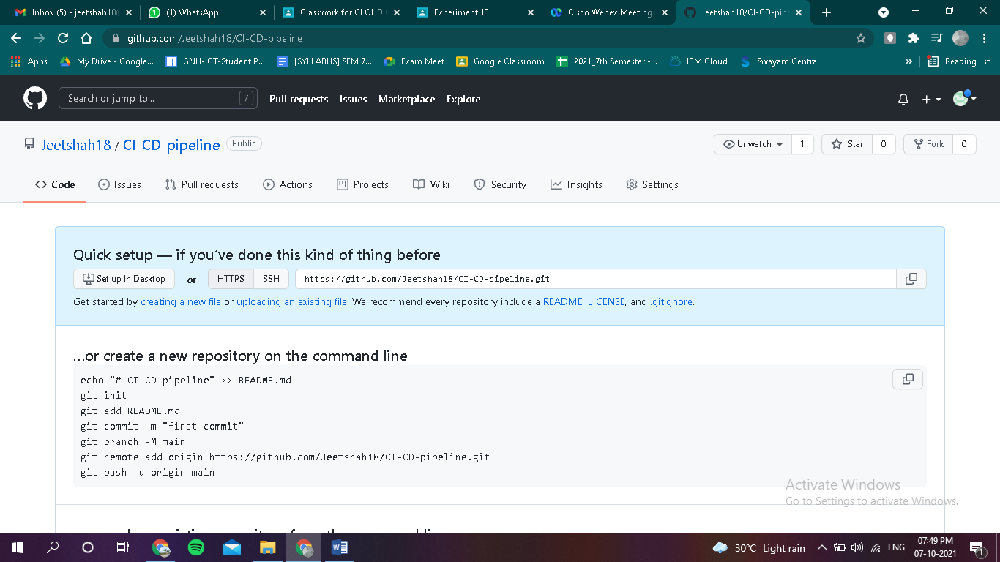 Inbox (5) - jeetshah18@
(1) WhatsApp
Classwork for CLOUD
Experiment 13
Cisco Webex Meetings
Jeetshah18/CI-CD-pip
github.com/Jeetshah18/CI-CD-pipeline
Apps
My Drive - Google...
GNU-ICT-Student P...
[SYLLABUS] SEM 7...
Exam Meet
Google Classroom
2021_7th Semester -...
IBM Cloud
Swayam Central
»
Reading list
Search or jump to...
/
Pull requests
Issues
Marketplace
Explore
Jeetshah18 / CI-CD-pipeline
Public
Unwatch
1
Star
0
Fork
0
Code
Issues
Pull requests
Actions
Projects
Wiki
Security
Insights
Settings
Quick setup — if you’ve done this kind of thing before
Set up in Desktop
or
HTTPS
SSH
https://github.com/Jeetshah18/CI-CD-pipeline.git
Get started by creating a new file or uploading an existing file. We recommend every repository include a README, LICENSE, and .gitignore.
…or create a new repository on the command line
echo "# CI-CD-pipeline" >> README.md
git init
git add README.md
git commit -m "first commit"
git branch -M main
git remote add origin https://github.com/Jeetshah18/CI-CD-pipeline.git
git push -u origin main
Activate Windows
Go to Settings to activate Windows.
30°C Light rain
ENG
07:49 PM
07-10-2021
1